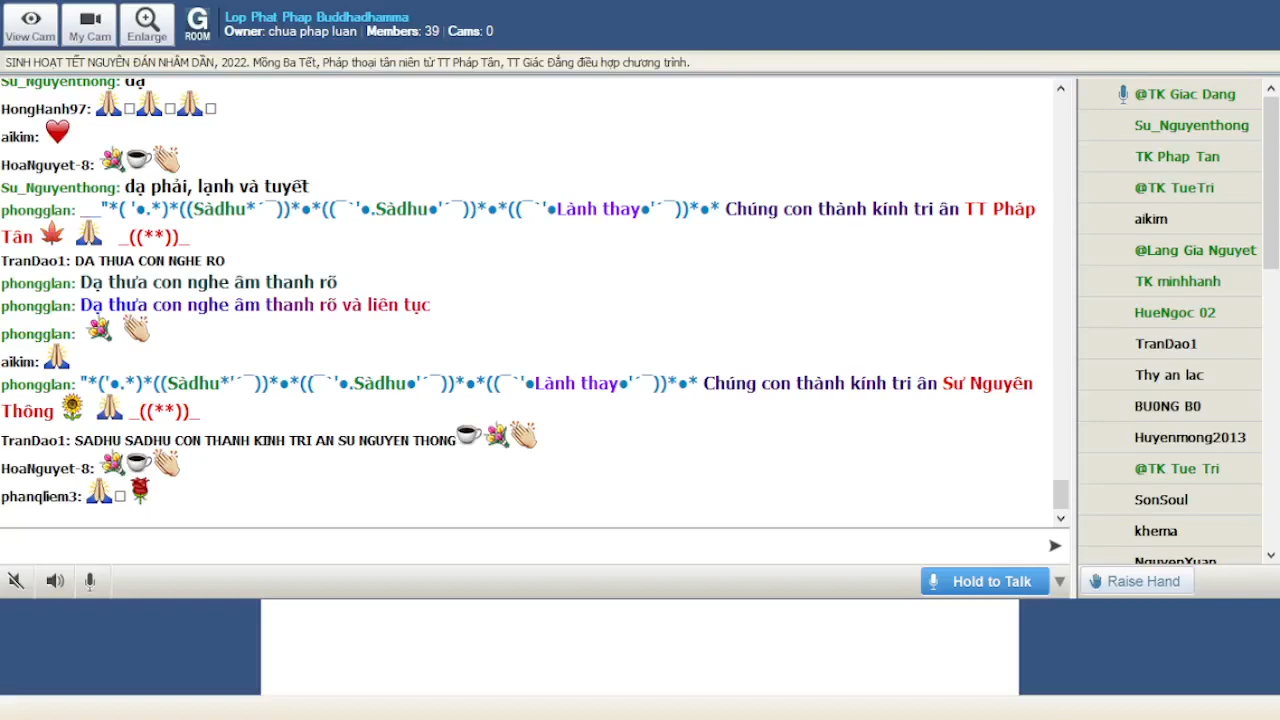 View Cam
My Cam
Enlarge
G
ROOM
Lop Phat Phap Buddhadhamma
Owner: chua phap luan | Members: 39 | Cams: 0
SINH HOẠT TẾT NGUYÊN ĐÁN NHÂM DẦN, 2022. Mồng Ba Tết, Pháp thoại tân niên từ TT Pháp Tân, TT Giác Đẳng điều hợp chương trình.
Su_Nguyenthong: dạ
HongHanh97: 🙏□🙏□🙏□
aikim: ❤
HoaNguyet-8: 💐☕👏
Su_Nguyenthong: dạ phải, lạnh và tuyết
phongglan: __"*( '●.*)*((Sàdhu*´¯))*●*((¯`'●.Sàdhu●'´¯))*●*((¯`'●Lành thay●'´¯))*●* Chúng con thành kính tri ân TT Pháp
Tân 🍁 🙏 _((**))_
TranDao1: DA THUA CON NGHE RO
phongglan: Dạ thưa con nghe âm thanh rõ
phongglan: Dạ thưa con nghe âm thanh rõ và liên tục
phongglan: 💐 👏
aikim: 🙏
phongglan: "*('●.*)*((Sàdhu*'´¯))*●*((¯`'●.Sàdhu●'´¯))*●*((¯`'●Lành thay●'´¯))*●* Chúng con thành kính tri ân Sư Nguyên
Thông 🌻 🙏 _((**))_
TranDao1: SADHU SADHU CON THANH KINH TRI AN SU NGUYEN THONG☕💐👏
HoaNguyet-8: 💐☕👏
phanqliem3: 🙏□🌹
Hold to Talk
@TK Giac Dang
Su_Nguyenthong
TK Phap Tan
@TK TueTri
aikim
@Lang Gia Nguyet
TK minhhanh
HueNgoc 02
TranDao1
Thy an lac
BU0NG B0
Huyenmong2013
@TK Tue Tri
SonSoul
khema
NguyenXuan
Raise Hand